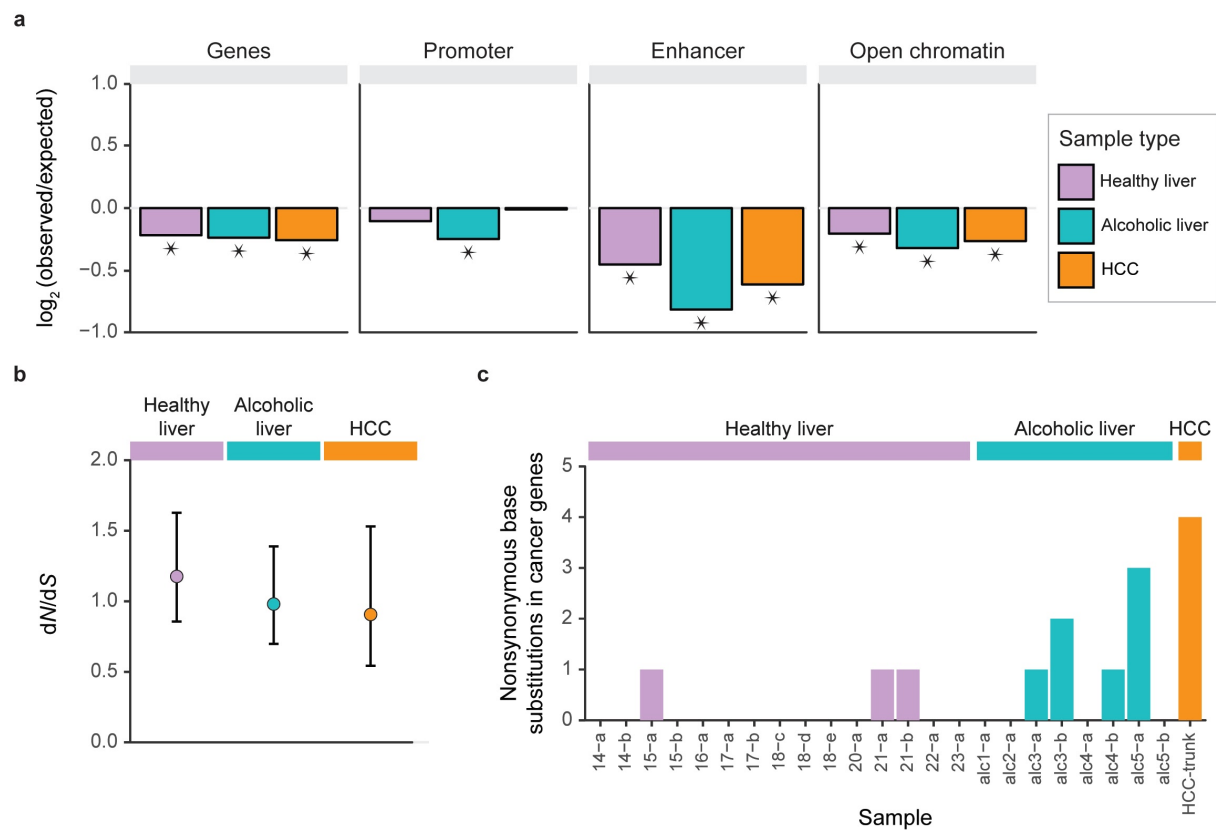 a
Genes
Promoter
Enhancer
Open chromatin
log2 (observed/expected)
1.0
0.5
0.0
−0.5
−1.0
Sample type
Healthy liver
Alcoholic liver
HCC
b
Healthy
liver
Alcoholic
liver
HCC
dN/dS
2.0
1.5
1.0
0.5
0.0
c
Healthy liver
Alcoholic liver
HCC
Nonsynonymous base
substitutions in cancer genes
5
4
3
2
1
0
14−a
14−b
15−a
15−b
16−a
17−a
17−b
18−c
18−d
18−e
20−a
21−a
21−b
22−a
23−a
alc1−a
alc2−a
alc3−a
alc3−b
alc4−a
alc4−b
alc5−a
alc5−b
HCC-trunk
Sample